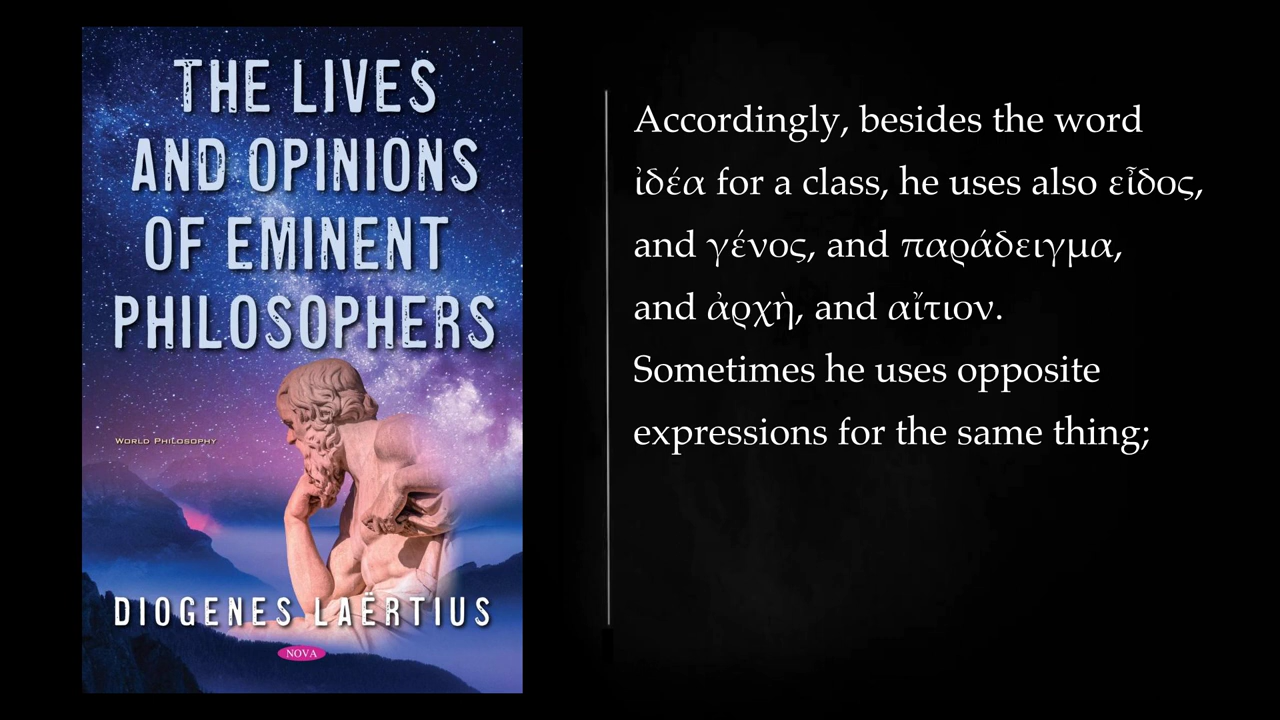 THE LIVES
AND OPINIONS
OF EMINENT
PHILOSOPHERS
WORLD PHILOSOPHY
DIOGENES LAËRTIUS
NOVA
Accordingly, besides the word
ἰδέα for a class, he uses also εἶδος,
and γένος, and παράδειγμα,
and ἀρχὴ, and αἴτιον.
Sometimes he uses opposite
expressions for the same thing;